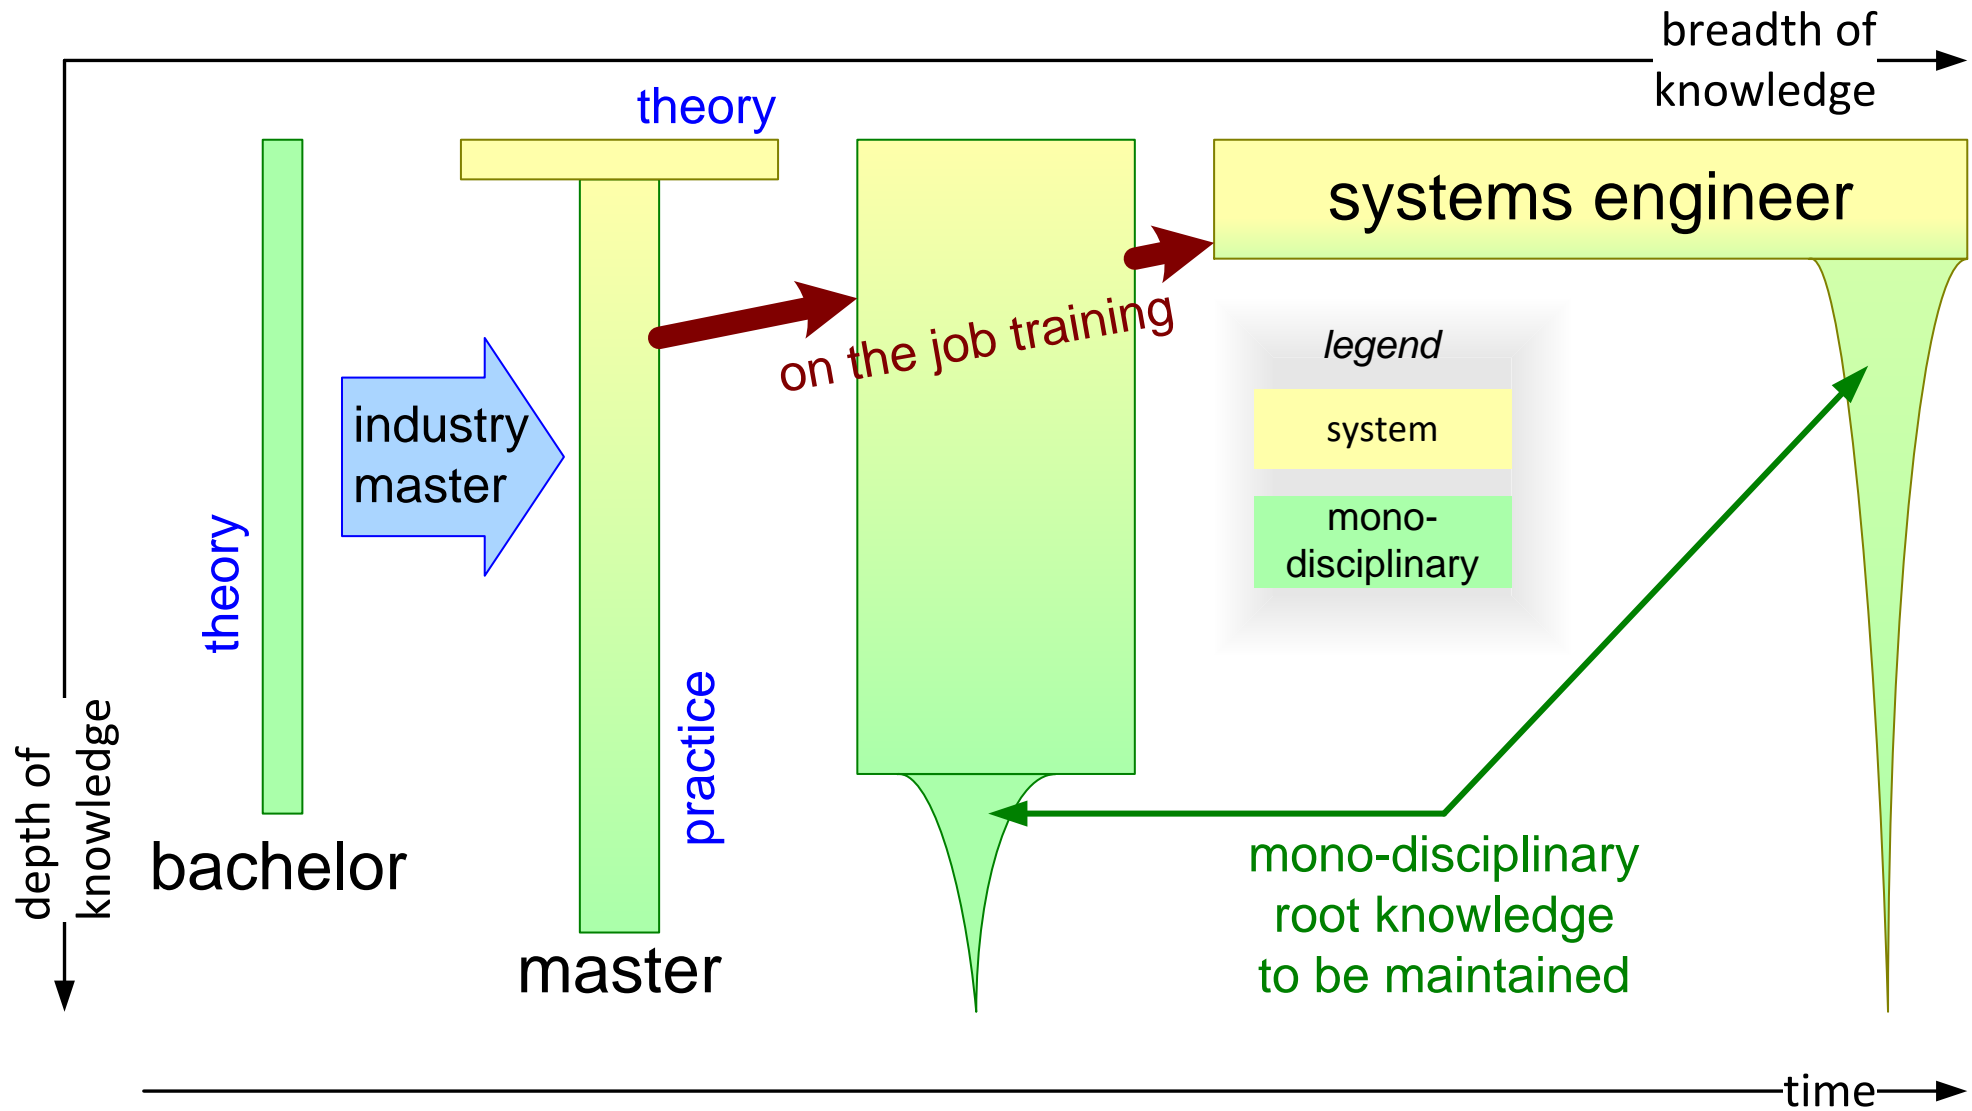 breadth of
knowledge
theory
systems engineer
on the job training
legend
industry
master
system
mono-
disciplinary
theory
practice
depth of
knowledge
bachelor
master
mono-disciplinary
root knowledge
to be maintained
time